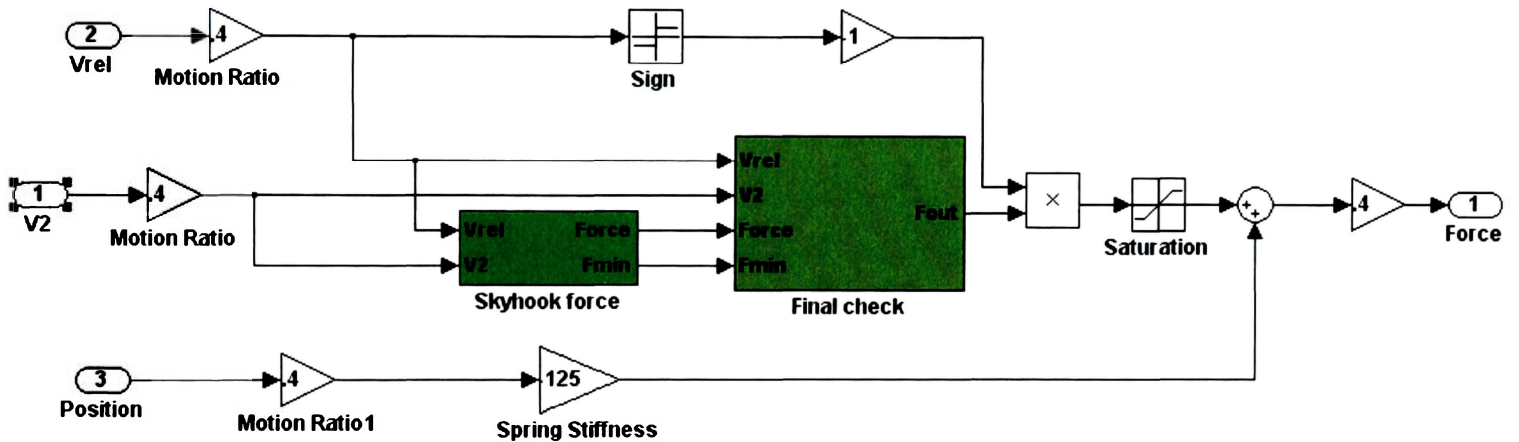 2
Vrel
.4
Motion Ratio
Sign
.1
1
V2
.4
Motion Ratio
Vrel
V2
Force
Fmin
Skyhook force
Vrel
V2
Force
Fmin
Fout
Final check
×
Saturation
+
+
.4
1
Force
3
Position
.4
Motion Ratio1
125
Spring Stiffness